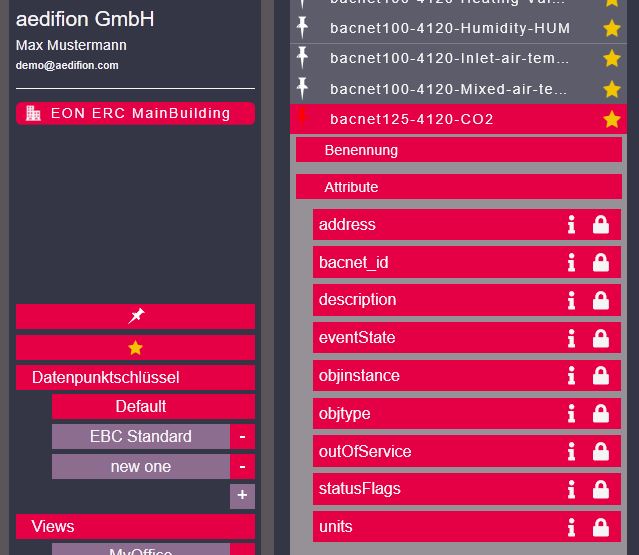 aedifion GmbH
Max Mustermann
demo@aedifion.com
EON ERC MainBuilding
Datenpunktschlüssel
Default
EBC Standard -
new one -
+
Views
MyOffice
bacnet100-4120-Heating-Val...
bacnet100-4120-Humidity-HUM
bacnet100-4120-Inlet-air-tem...
bacnet100-4120-Mixed-air-te...
bacnet125-4120-CO2
Benennung
Attribute
address
bacnet_id
description
eventState
objinstance
objtype
outOfService
statusFlags
units